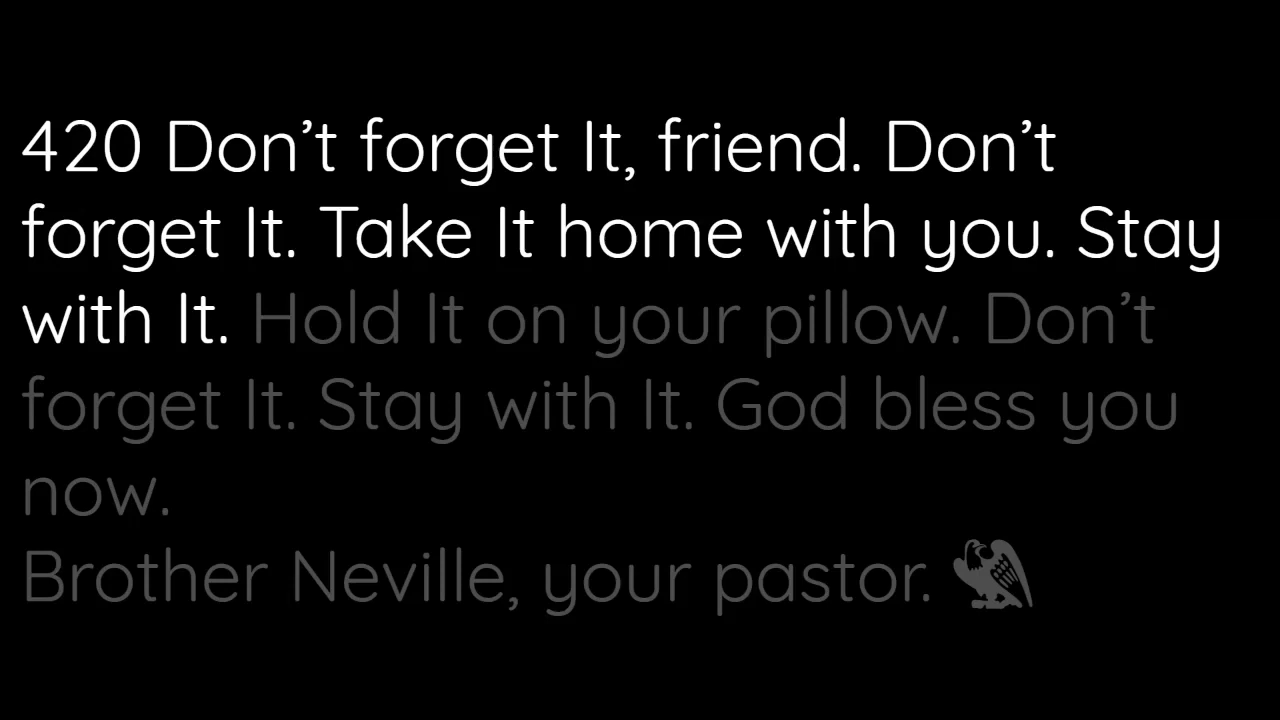 420 Don’t forget It, friend. Don’t
forget It. Take It home with you. Stay
with It. Hold It on your pillow. Don’t
forget It. Stay with It. God bless you
now.
Brother Neville, your pastor.